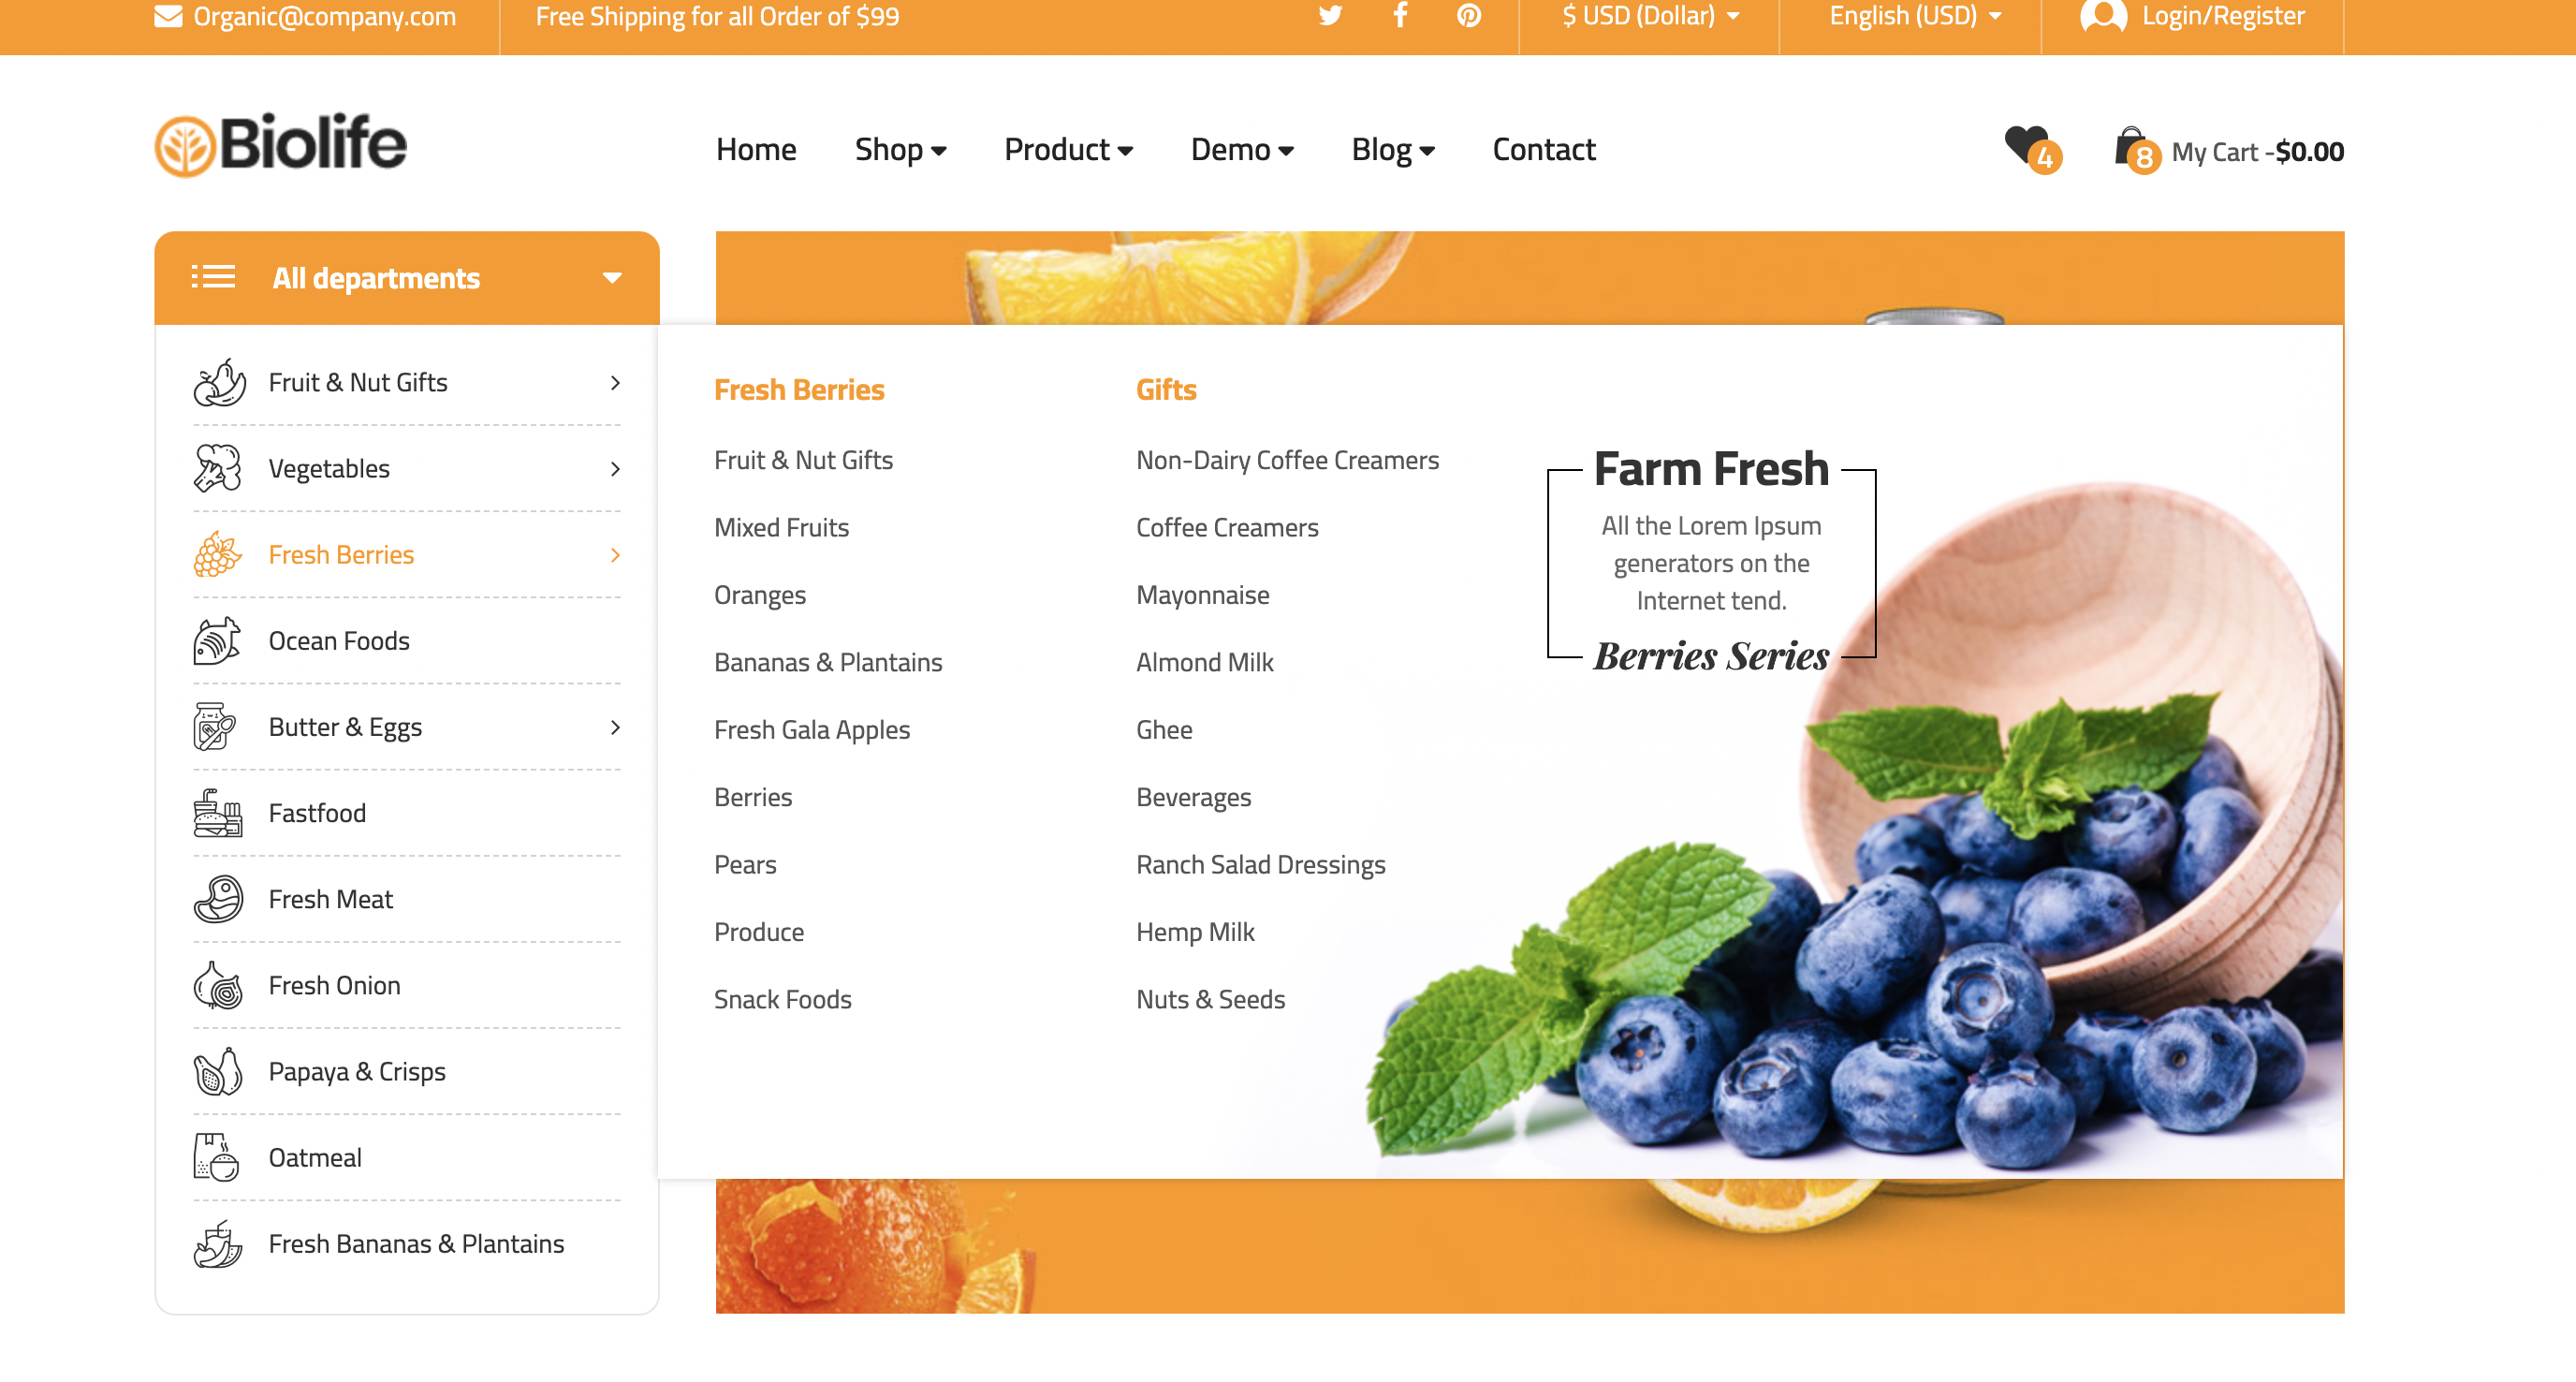 Organic@company.com
Free Shipping for all Order of $99
$ USD (Dollar)
English (USD)
Login/Register
Biolife
Home
Shop
Product
Demo
Blog
Contact
4
8
My Cart -$0.00
All departments
Fruit & Nut Gifts
Vegetables
Fresh Berries
Ocean Foods
Butter & Eggs
Fastfood
Fresh Meat
Fresh Onion
Papaya & Crisps
Oatmeal
Fresh Bananas & Plantains
Fresh Berries
Fruit & Nut Gifts
Mixed Fruits
Oranges
Bananas & Plantains
Fresh Gala Apples
Berries
Pears
Produce
Snack Foods
Gifts
Non-Dairy Coffee Creamers
Coffee Creamers
Mayonnaise
Almond Milk
Ghee
Beverages
Ranch Salad Dressings
Hemp Milk
Nuts & Seeds
Farm Fresh
All the Lorem Ipsum
generators on the
Internet tend.
Berries Series